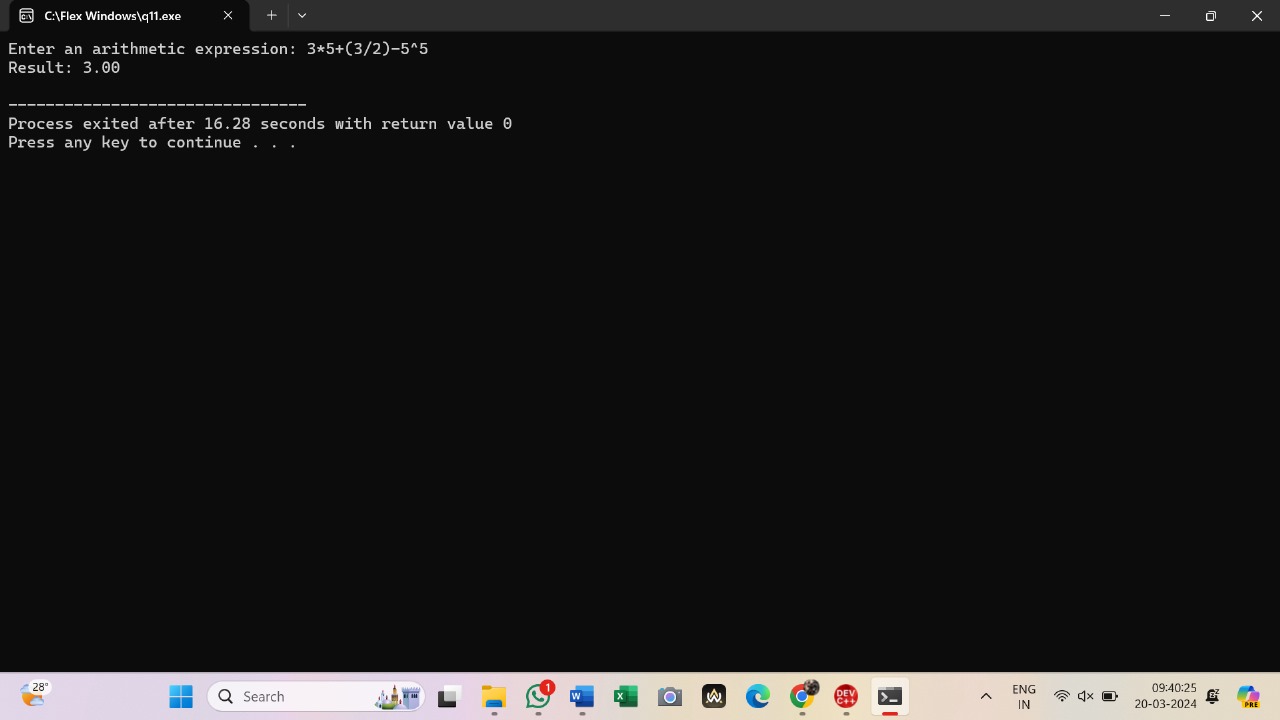 C:\Flex Windows\q11.exe
Enter an arithmetic expression: 3*5+(3/2)-5^5
Result: 3.00
--------------------------------
Process exited after 16.28 seconds with return value 0
Press any key to continue . . .
28°
Search
1
DEV
C++
ENG
IN
09:40:25
20-03-2024
PRE